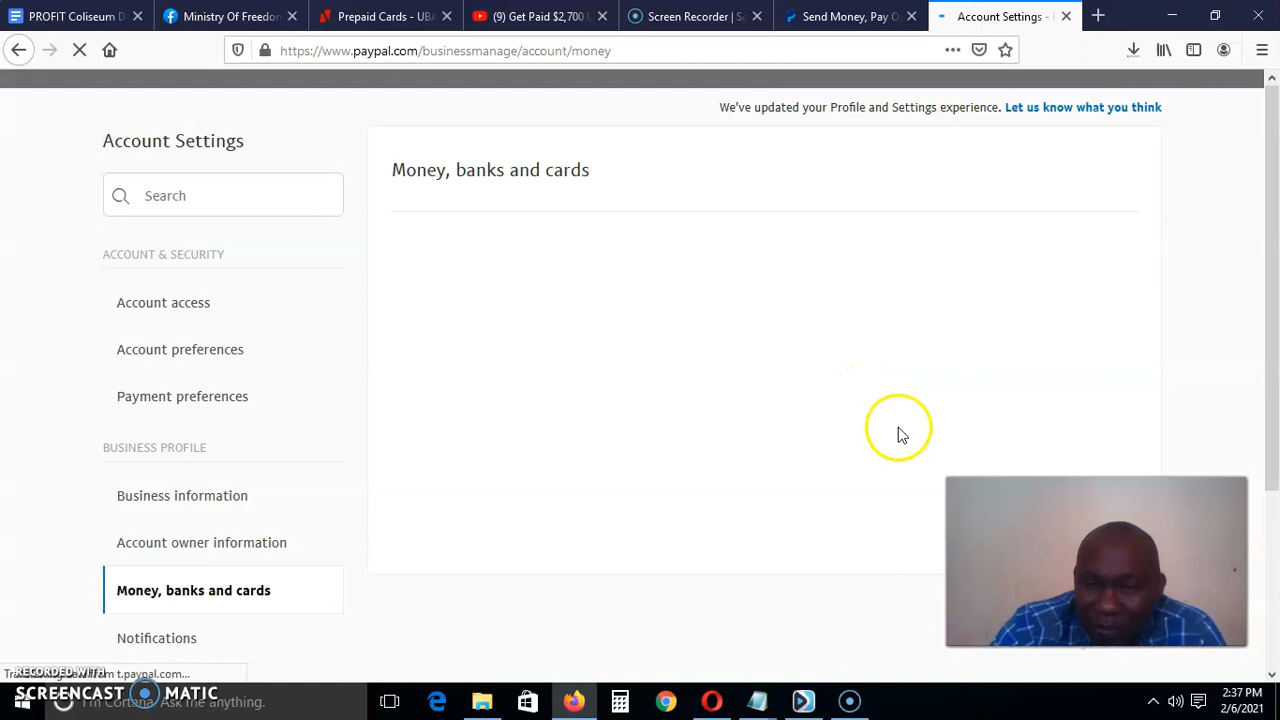 PROFIT Coliseum D
Ministry Of Freedom
Prepaid Cards - UBA
(9) Get Paid $2,700 U
Screen Recorder | S
Send Money, Pay O
Account Settings -
https://www.paypal.com/businessmanage/account/money
We've updated your Profile and Settings experience. Let us know what you think
Account Settings
Money, banks and cards
Search
ACCOUNT & SECURITY
Account access
Account preferences
Payment preferences
BUSINESS PROFILE
Business information
Account owner information
Money, banks and cards
Notifications
t.paypal.com...
RECORDED WITH
SCREENCAST MATIC
I'm Cortana. Ask me anything.
2:37 PM
2/6/2021